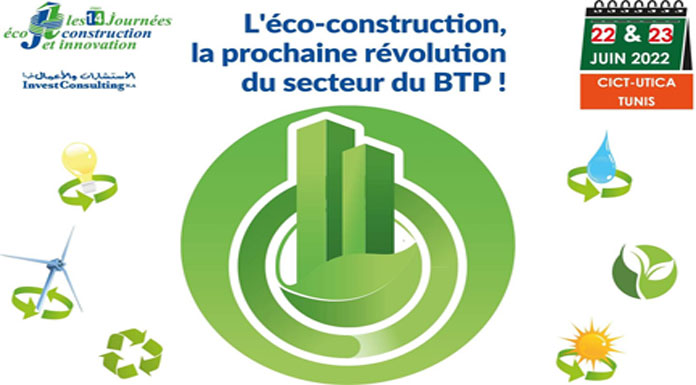 les 14 Journées
éco construction
et innovation
الاستشارات والأعمال
InvestConsulting
L'éco-construction,
la prochaine révolution
du secteur du BTP !
22 & 23
JUIN 2022
CICT-UTICA
TUNIS